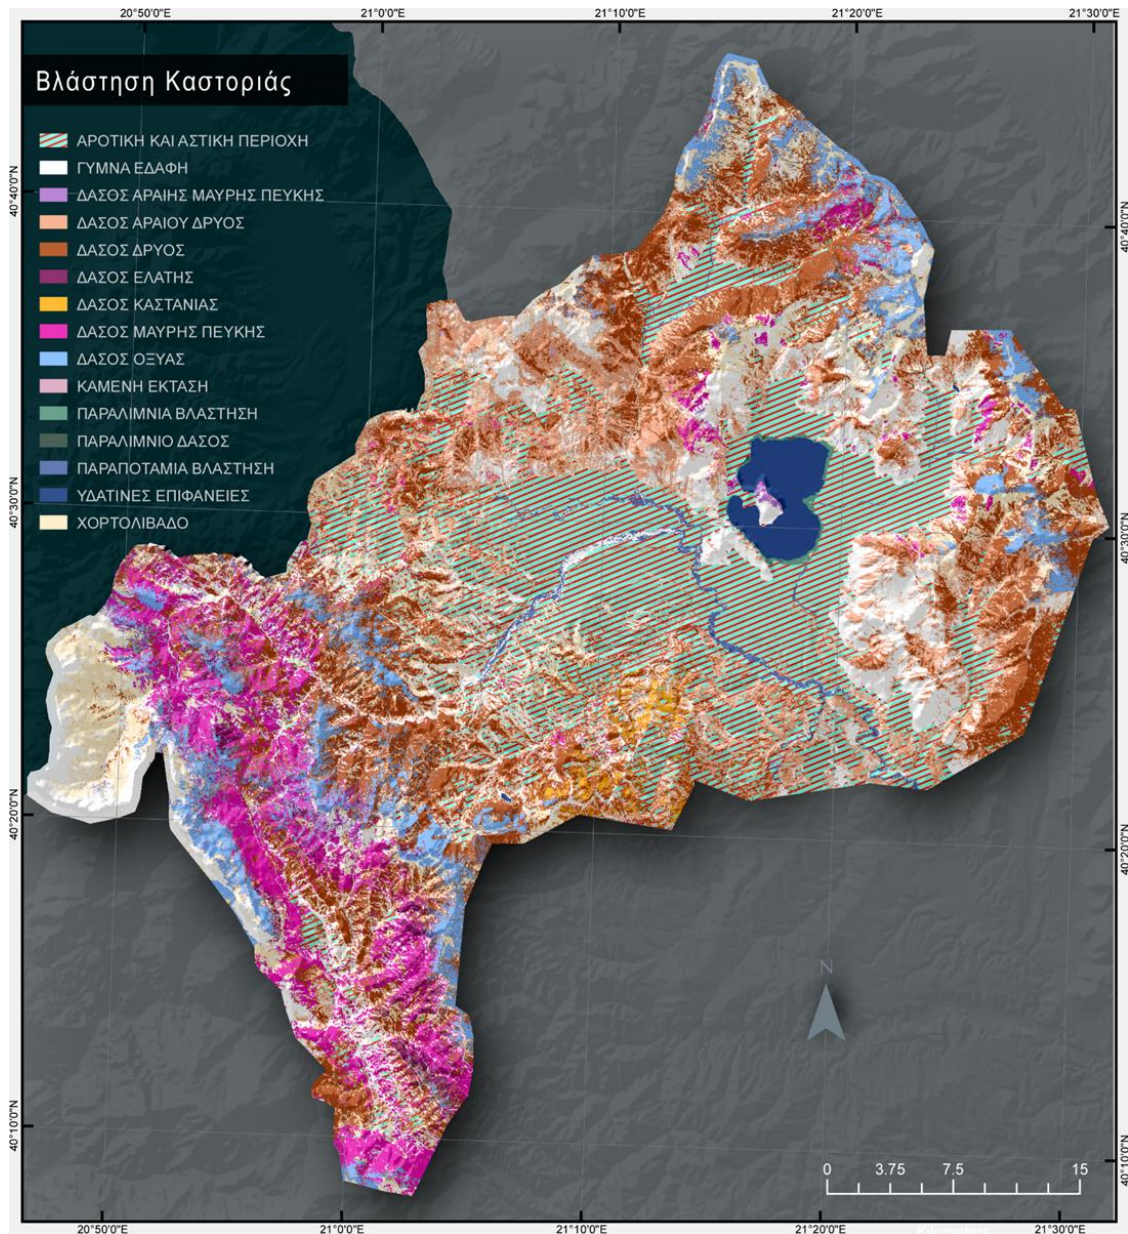 20°50'0"E 21°0'0"E 21°10'0"E 21°20'0"E 21°30'0"E
Βλάστηση Καστοριάς
ΑΡΟΤΙΚΗ ΚΑΙ ΑΣΤΙΚΗ ΠΕΡΙΟΧΗ
ΓΥΜΝΑ ΕΔΑΦΗ
ΔΑΣΟΣ ΑΡΑΙΗΣ ΜΑΥΡΗΣ ΠΕΥΚΗΣ
ΔΑΣΟΣ ΑΡΑΙΟΥ ΔΡΥΟΣ
ΔΑΣΟΣ ΔΡΥΟΣ
ΔΑΣΟΣ ΕΛΑΤΗΣ
ΔΑΣΟΣ ΚΑΣΤΑΝΙΑΣ
ΔΑΣΟΣ ΜΑΥΡΗΣ ΠΕΥΚΗΣ
ΔΑΣΟΣ ΟΞΥΑΣ
ΚΑΜΕΝΗ ΕΚΤΑΣΗ
ΠΑΡΑΛΙΜΝΙΑ ΒΛΑΣΤΗΣΗ
ΠΑΡΑΛΙΜΝΙΟ ΔΑΣΟΣ
ΠΑΡΑΠΟΤΑΜΙΑ ΒΛΑΣΤΗΣΗ
ΥΔΑΤΙΝΕΣ ΕΠΙΦΑΝΕΙΕΣ
ΧΟΡΤΟΛΙΒΑΔΟ
40°40'0"N
40°30'0"N
40°20'0"N
40°10'0"N
40°40'0"N
40°30'0"N
40°20'0"N
40°10'0"N
N
0 3.75 7.5 15
20°50'0"E 21°0'0"E 21°10'0"E 21°20'0"E 21°30'0"E